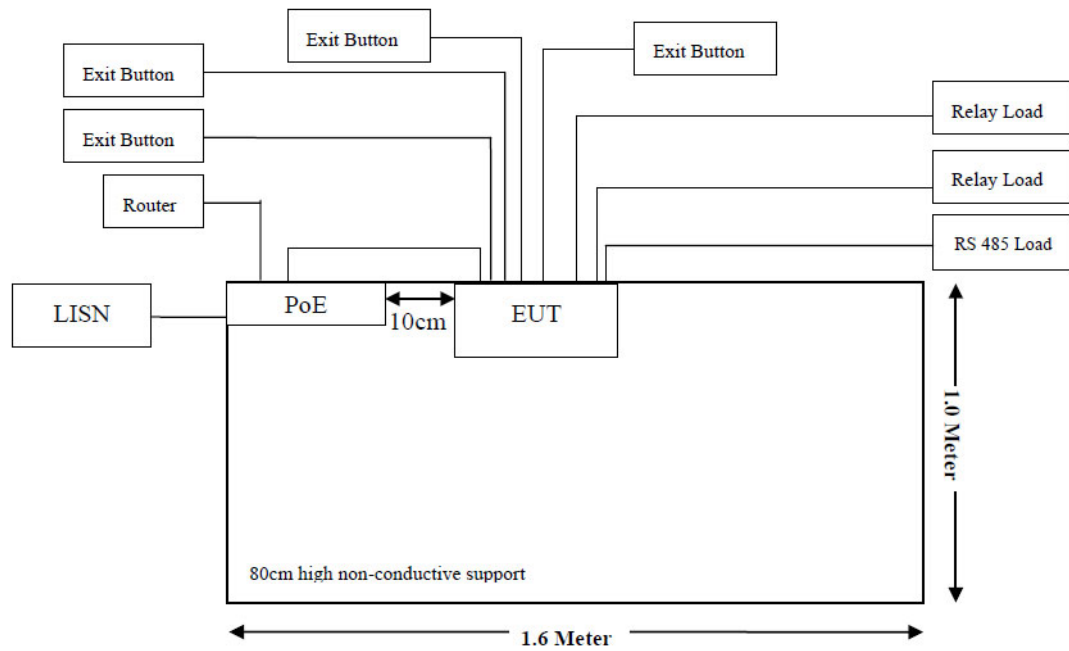 Exit Button
Exit Button
Exit Button
Exit Button
Router
Relay Load
Relay Load
RS 485 Load
LISN
PoE
10cm
EUT
1.0 Meter
80cm high non-conductive support
1.6 Meter